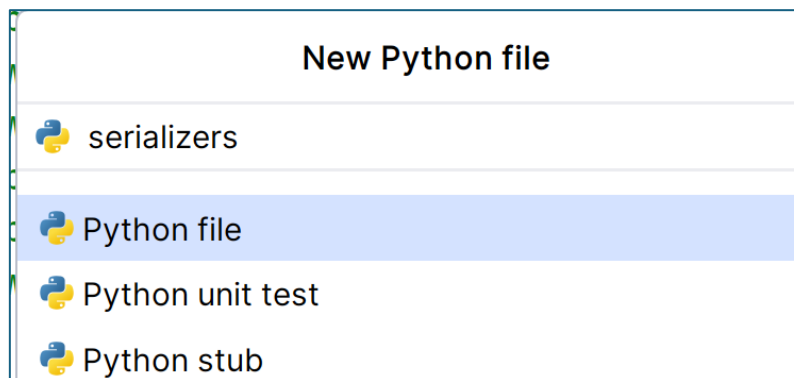 New Python file
serializers
Python file
Python unit test
Python stub